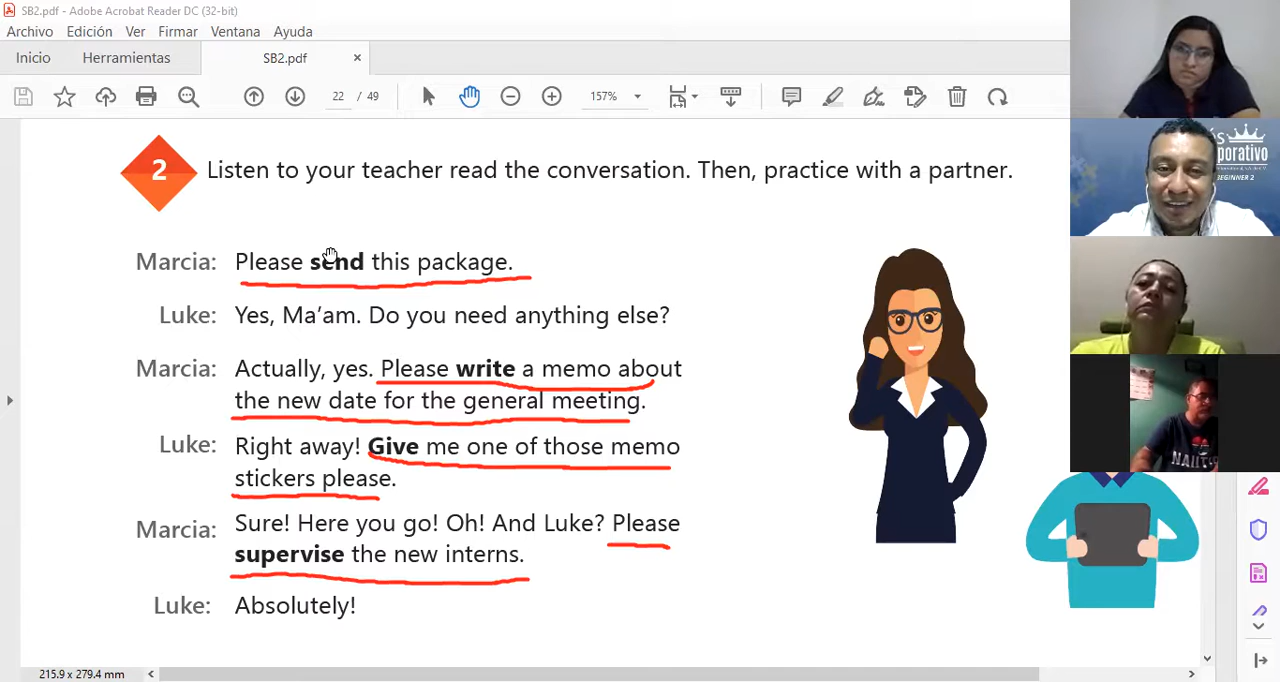 SB2.pdf - Adobe Acrobat Reader DC (32-bit)
Archivo Edición Ver Firmar Ventana Ayuda
Inicio Herramientas SB2.pdf ×
22 / 49 157%
2 Listen to your teacher read the conversation. Then, practice with a partner.
Marcia: Please send this package.
Luke: Yes, Ma'am. Do you need anything else?
Marcia: Actually, yes. Please write a memo about
the new date for the general meeting.
Luke: Right away! Give me one of those memo
stickers please.
Marcia: Sure! Here you go! Oh! And Luke? Please
supervise the new interns.
Luke: Absolutely!
215.9 x 279.4 mm
BEGINNER 2